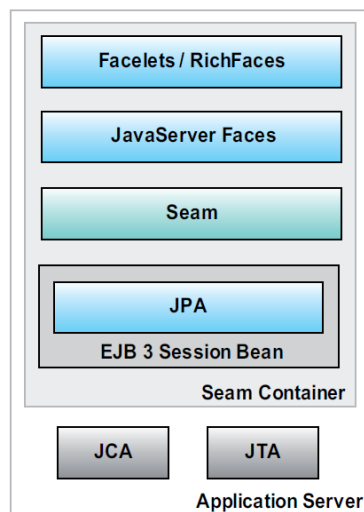 Facelets / RichFaces
JavaServer Faces
Seam
JPA
EJB 3 Session Bean
Seam Container
JCA JTA
Application Server